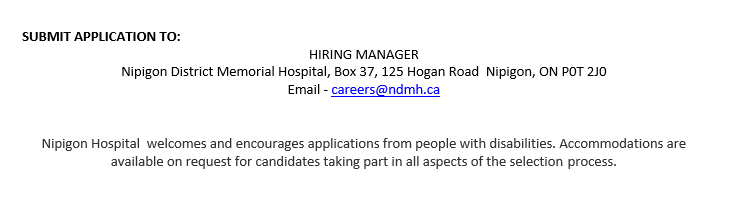 SUBMIT APPLICATION TO:
HIRING MANAGER
Nipigon District Memorial Hospital, Box 37, 125 Hogan Road  Nipigon, ON P0T 2J0
Email - careers@ndmh.ca
Nipigon Hospital  welcomes and encourages applications from people with disabilities. Accommodations are
available on request for candidates taking part in all aspects of the selection process.